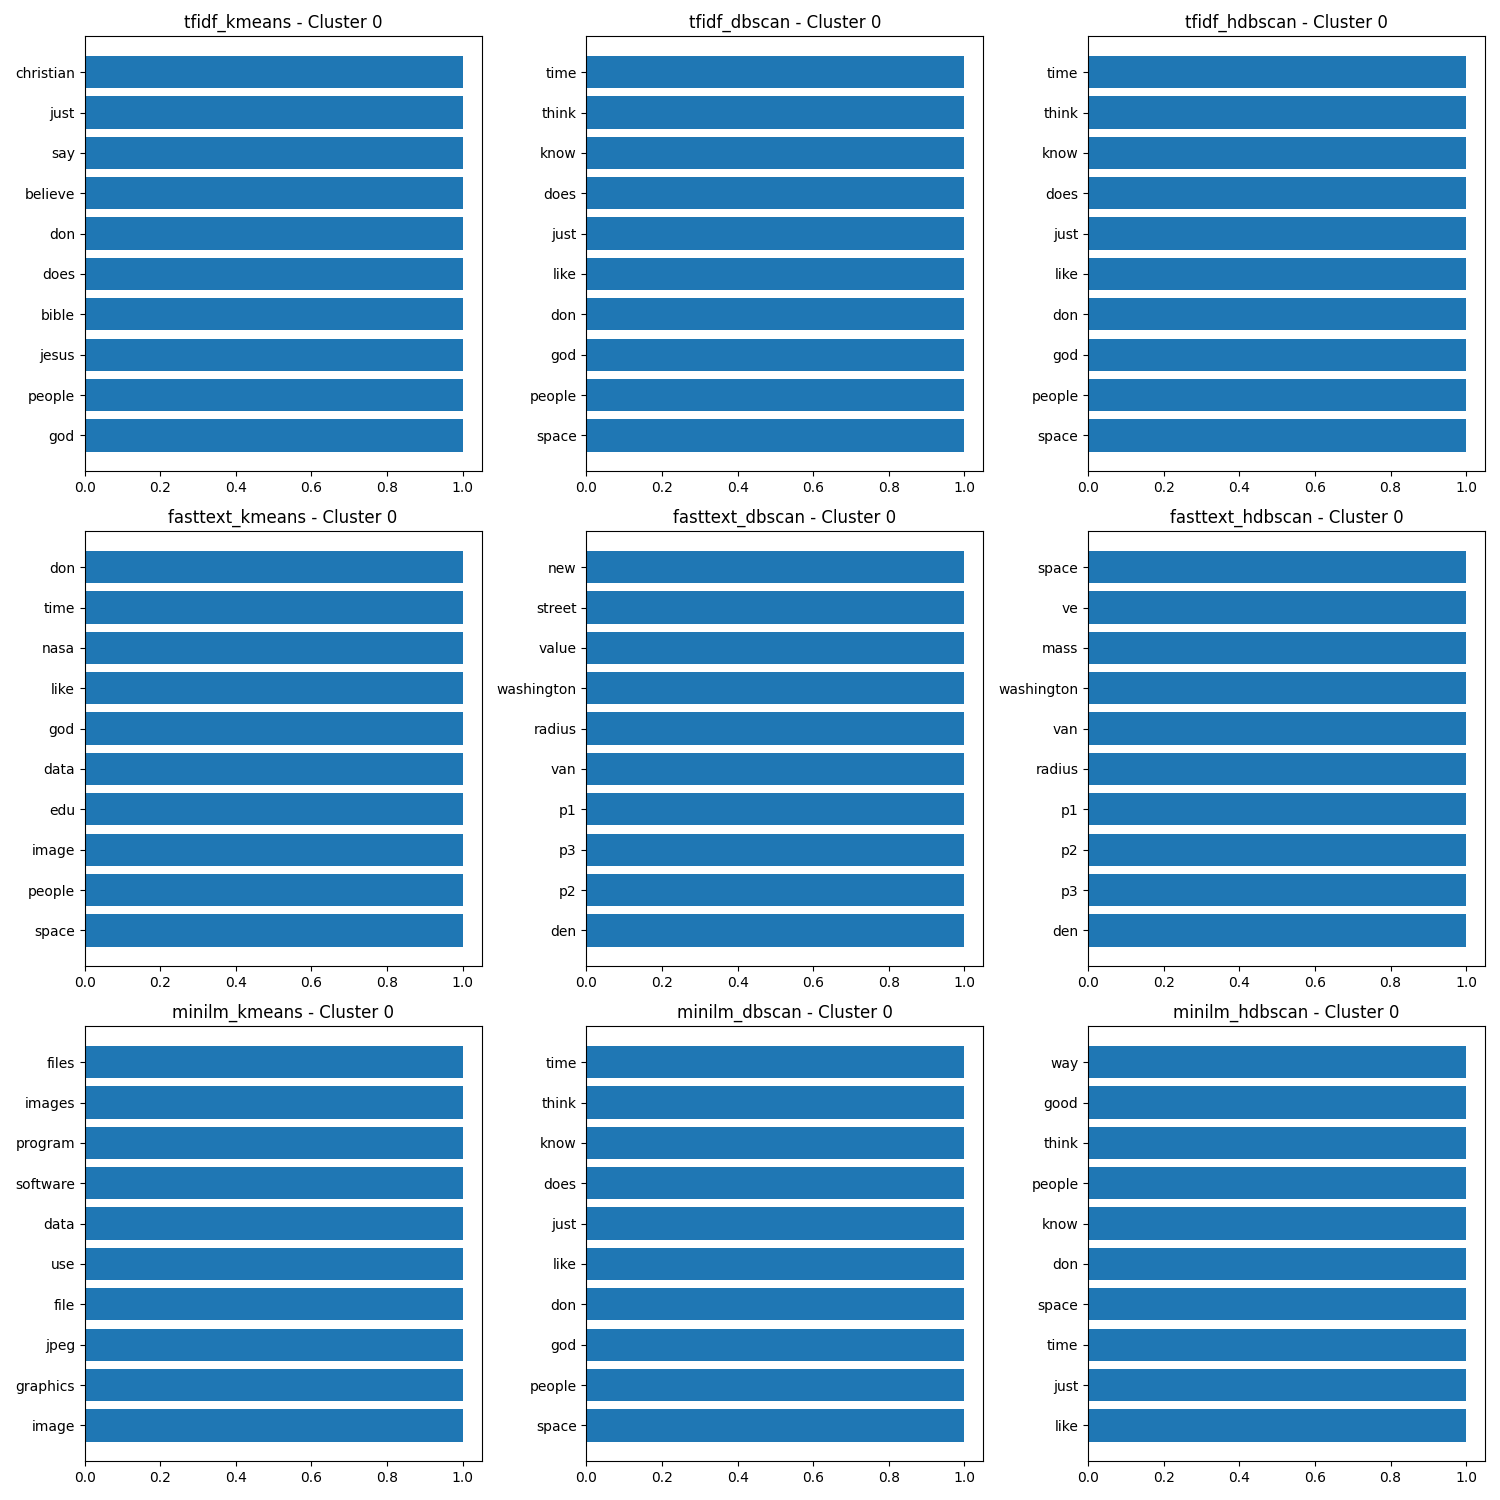 tfidf_kmeans - Cluster 0
christian
just
say
believe
don
does
bible
jesus
people
god
0.0 0.2 0.4 0.6 0.8 1.0
tfidf_dbscan - Cluster 0
time
think
know
does
just
like
don
god
people
space
0.0 0.2 0.4 0.6 0.8 1.0
tfidf_hdbscan - Cluster 0
time
think
know
does
just
like
don
god
people
space
0.0 0.2 0.4 0.6 0.8 1.0
fasttext_kmeans - Cluster 0
don
time
nasa
like
god
data
edu
image
people
space
0.0 0.2 0.4 0.6 0.8 1.0
fasttext_dbscan - Cluster 0
new
street
value
washington
radius
van
p1
p3
p2
den
0.0 0.2 0.4 0.6 0.8 1.0
fasttext_hdbscan - Cluster 0
space
ve
mass
washington
van
radius
p1
p2
p3
den
0.0 0.2 0.4 0.6 0.8 1.0
minilm_kmeans - Cluster 0
files
images
program
software
data
use
file
jpeg
graphics
image
0.0 0.2 0.4 0.6 0.8 1.0
minilm_dbscan - Cluster 0
time
think
know
does
just
like
don
god
people
space
0.0 0.2 0.4 0.6 0.8 1.0
minilm_hdbscan - Cluster 0
way
good
think
people
know
don
space
time
just
like
0.0 0.2 0.4 0.6 0.8 1.0